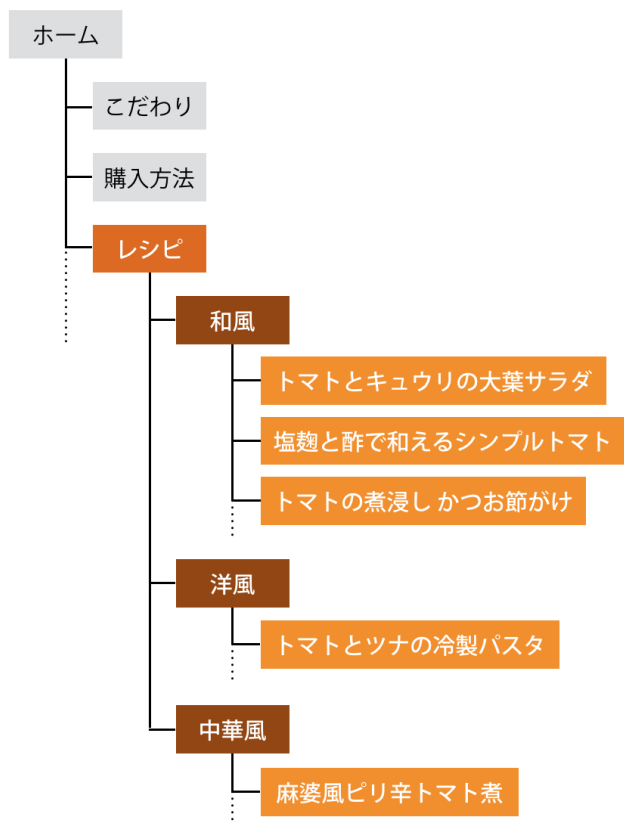 ホーム
こだわり
購入方法
レシピ
和風
トマトとキュウリの大葉サラダ
塩麹と酢で和えるシンプルトマト
トマトの煮浸し かつお節がけ
洋風
トマトとツナの冷製パスタ
中華風
麻婆風ピリ辛トマト煮